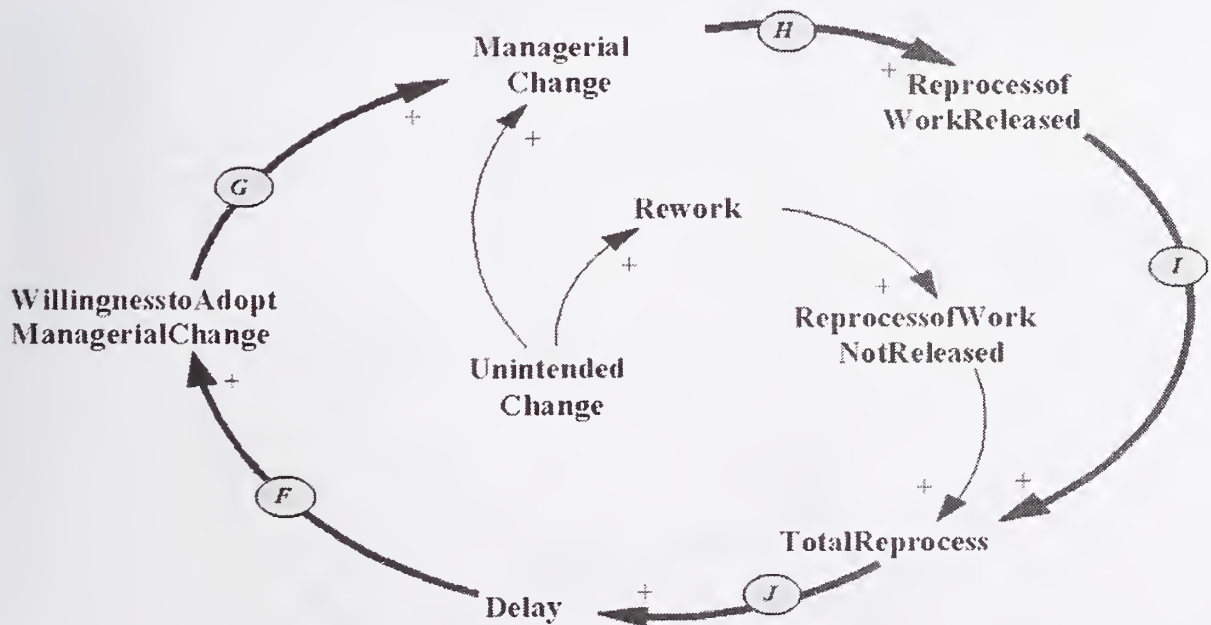 H
Managerial
Change
+
Reprocessof
WorkReleased
+
+
G
Rework
+
I
WillingnesstoAdopt
ManagerialChange
+
ReprocessofWork
NotReleased
Unintended
Change
+
F
+
+
TotalReprocess
J
+
Delay